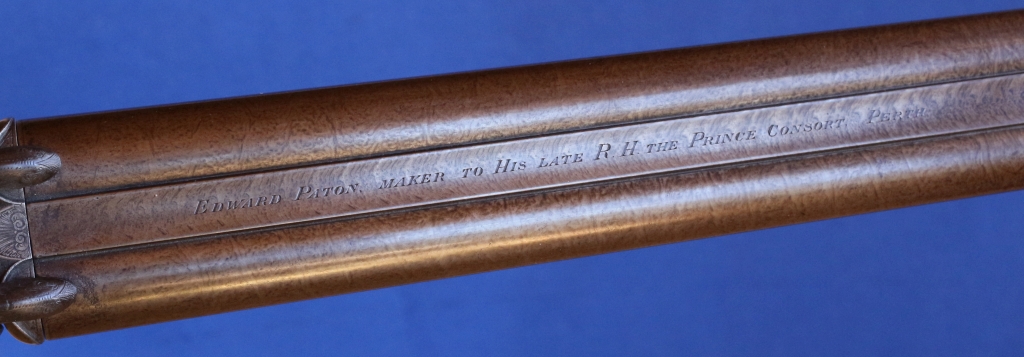 EDWARD PATON, MAKER TO HIS LATE R H THE PRINCE CONSORT, PERTH.